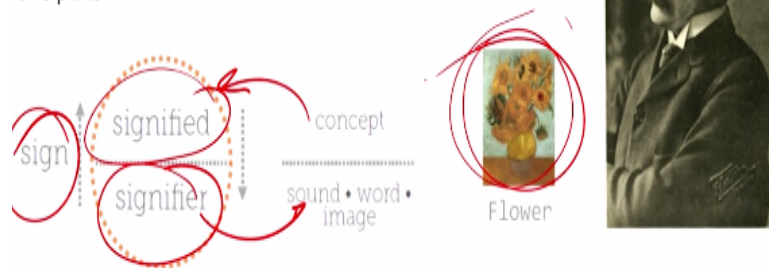 signified
concept
sign
signifier
sound • word •
image
Flower